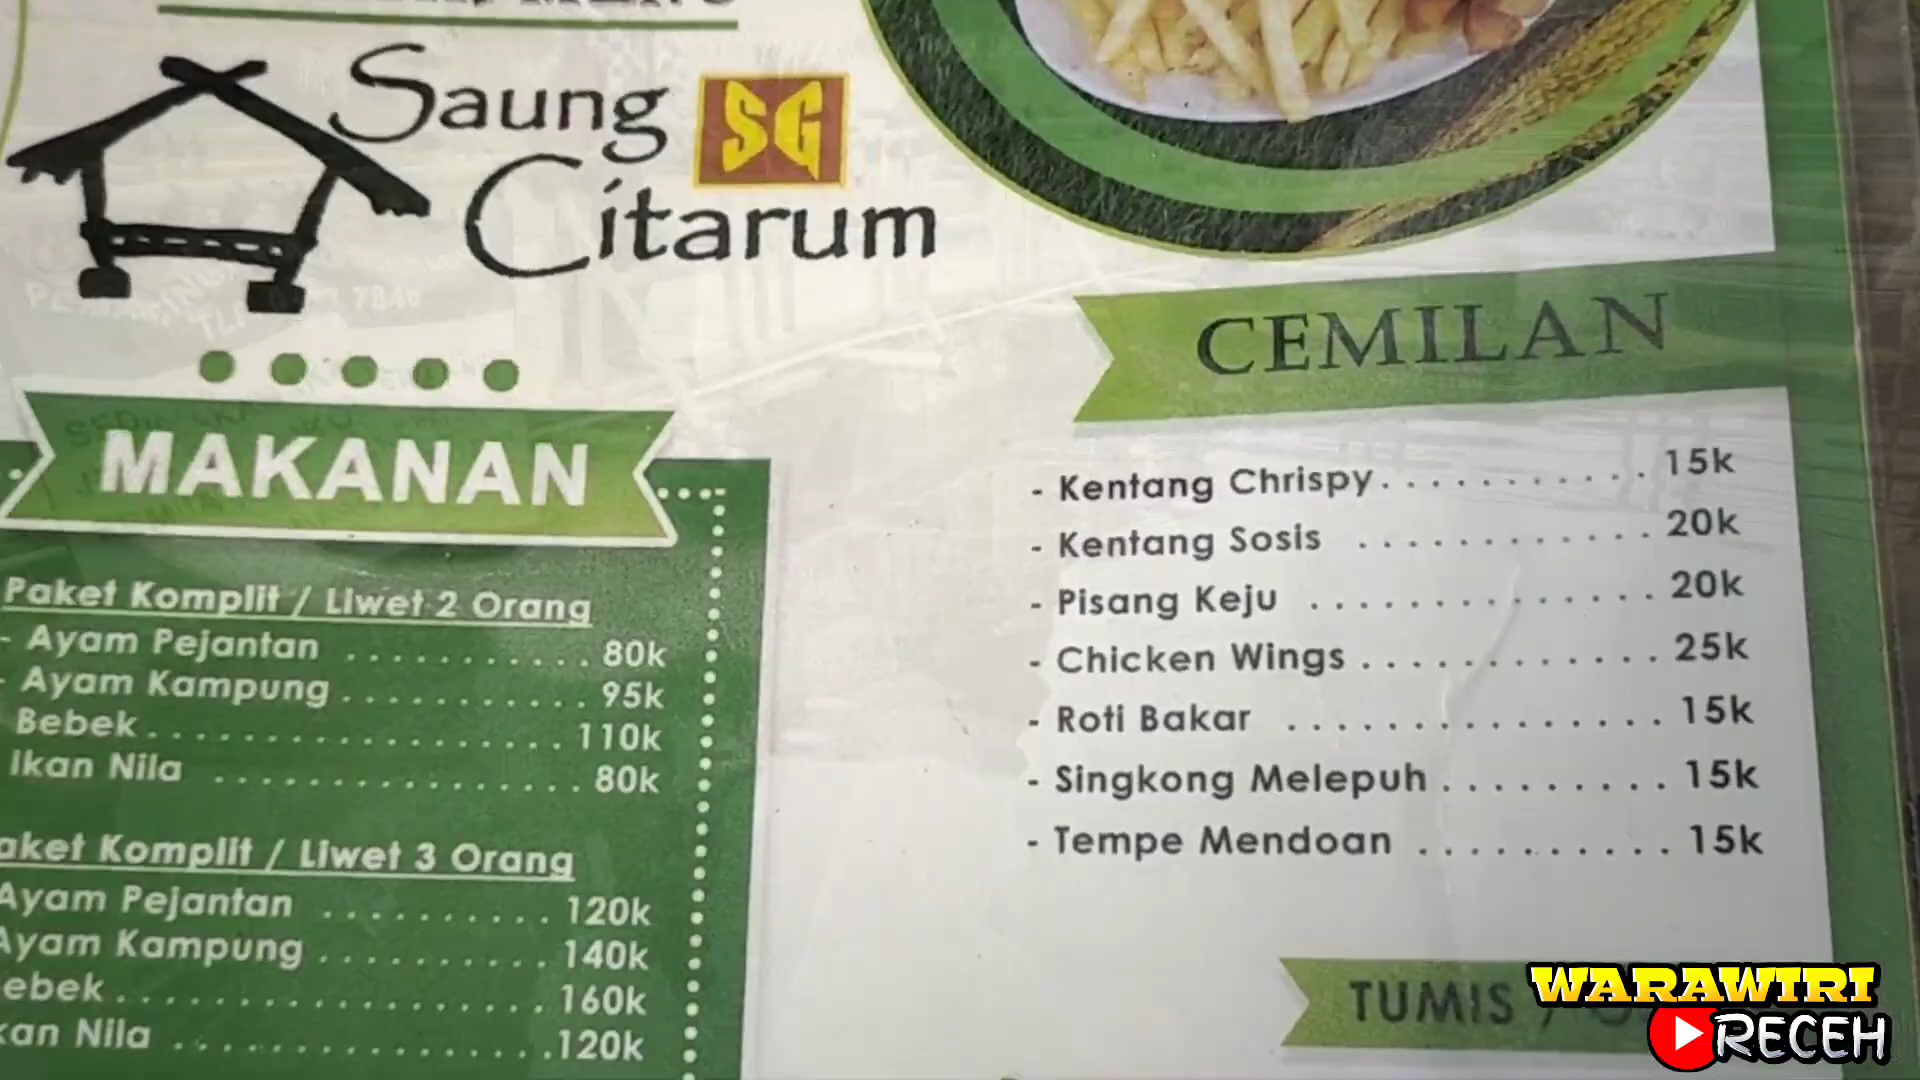 Saung
SG
Citarum
MAKANAN
Paket Komplit / Liwet 2 Orang
- Ayam Pejantan ........... 80k
- Ayam Kampung ........... 95k
Bebek .................. 110k
Ikan Nila ................ 80k
Komplit / Liwet 3 Orang
Ayam Pejantan .......... 120k
Ayam Kampung .......... 140k
................. 160k
Nila ................ 120k
CEMILAN
- Kentang Chrispy ........... 15k
- Kentang Sosis ............ 20k
- Pisang Keju .............. 20k
- Chicken Wings ............ 25k
- Roti Bakar ............... 15k
- Singkong Melepuh ......... 15k
- Tempe Mendoan .......... 15k
TUMIS /
WARAWIRI
RECEH